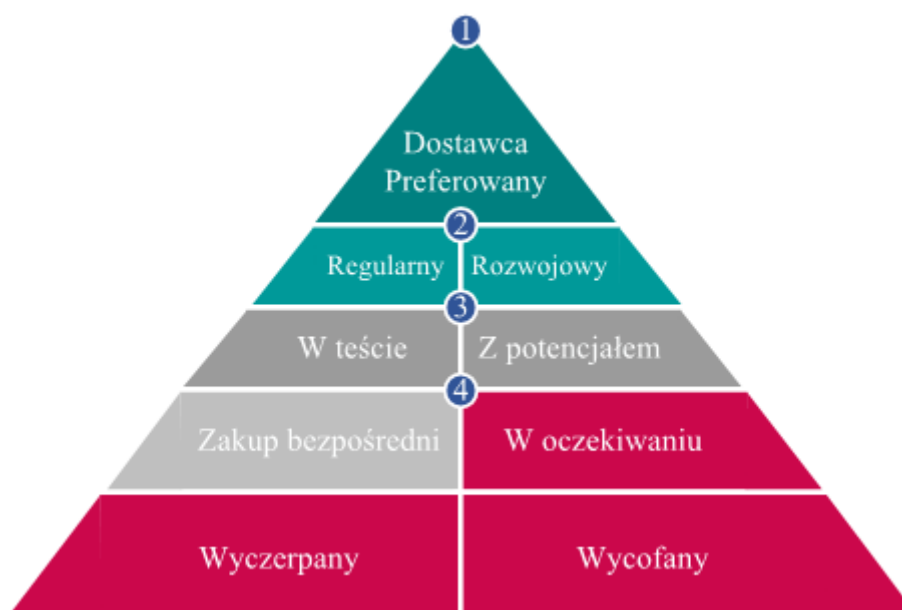 1
Dostawca
Preferowany
2
Regularny Rozwojowy
3
W teście Z potencjałem
4
Zakup bezpośredni W oczekiwaniu
Wyczerpany Wycofany